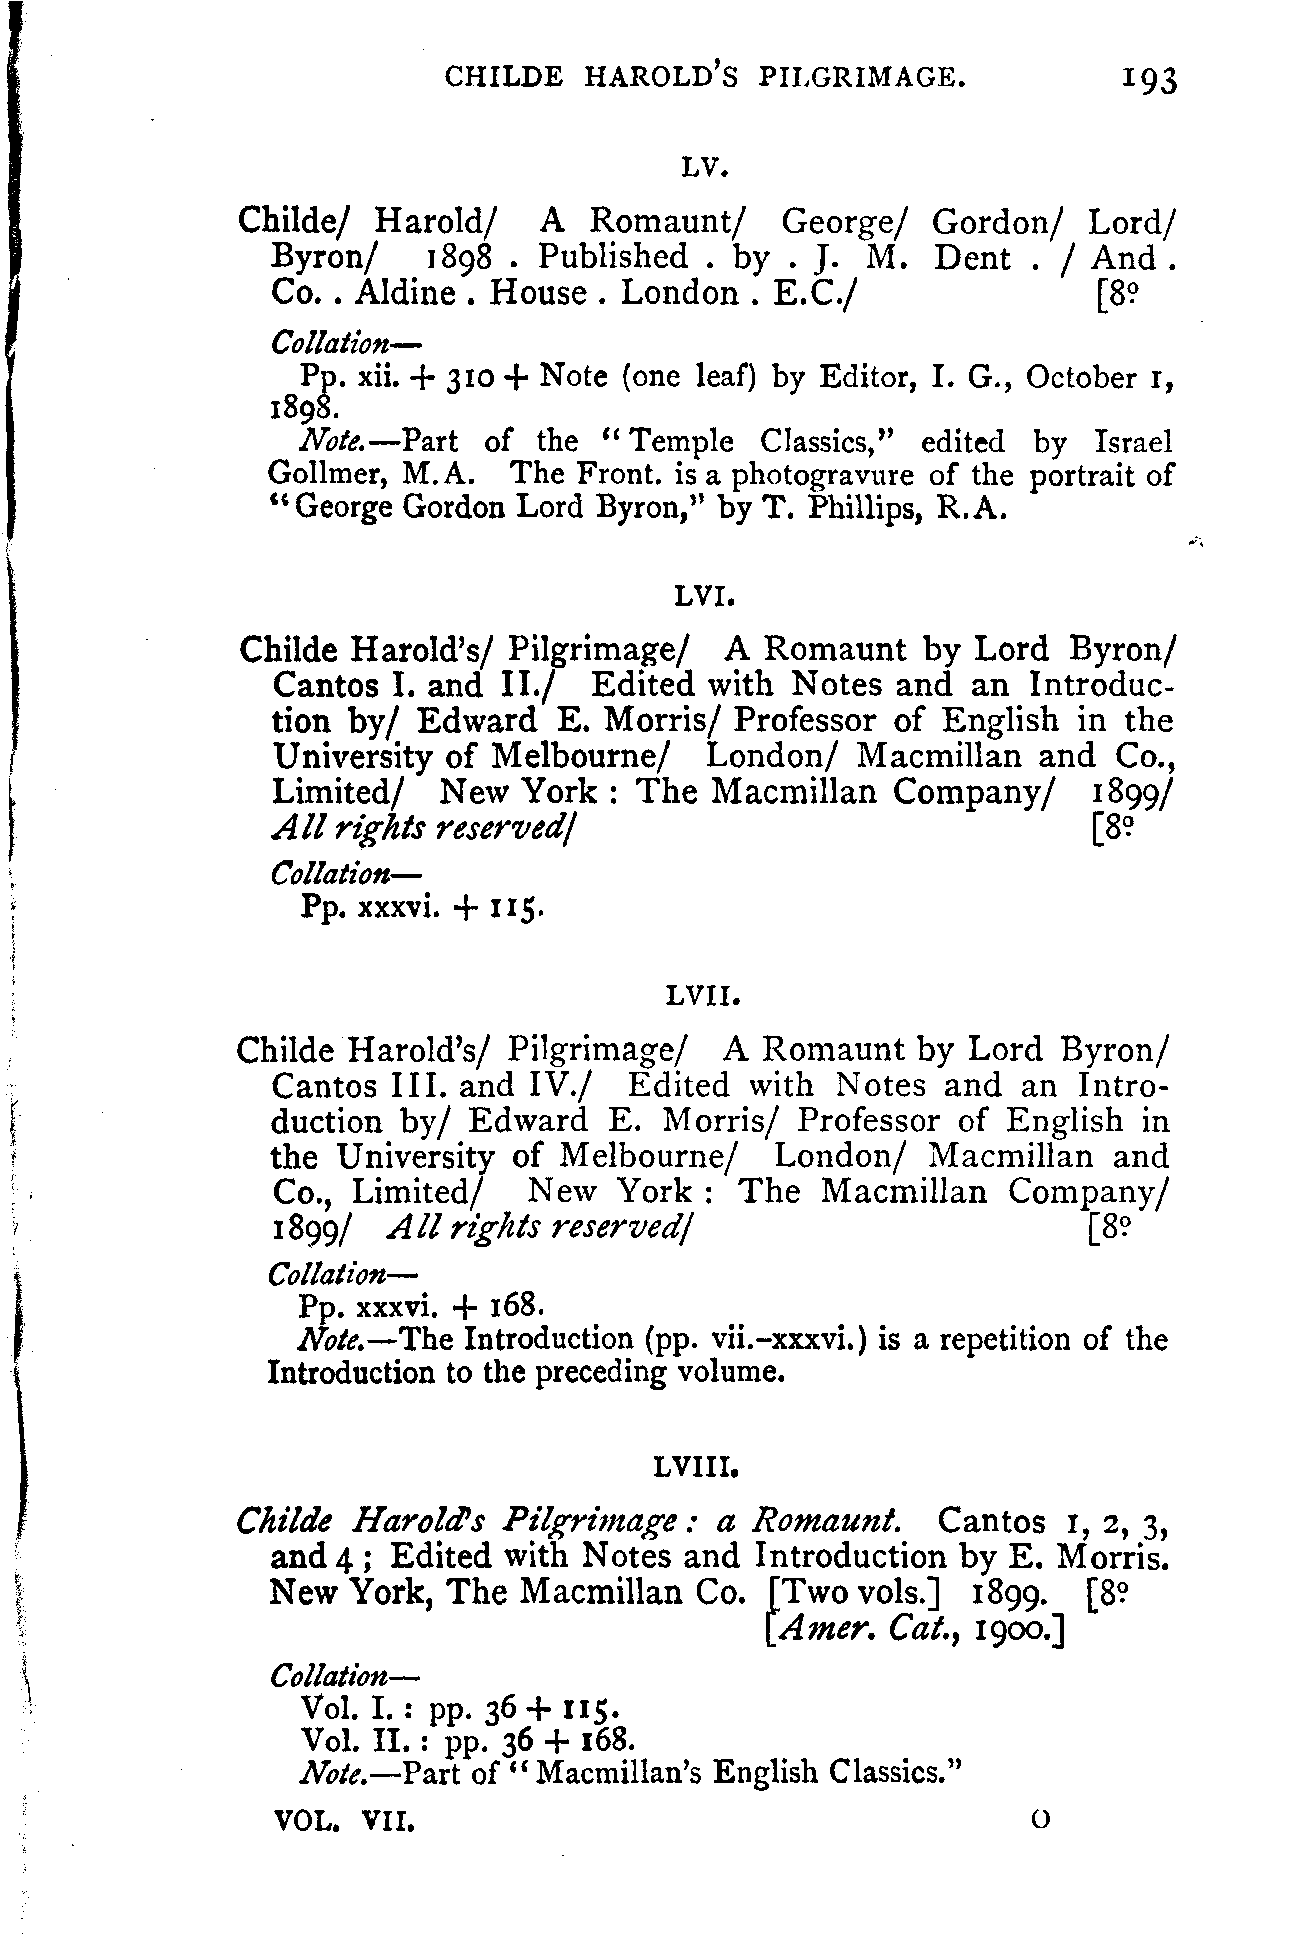 CHILDE HAROLD'S PILGRIMAGE. 193
LV.
Childe/ Harold/ A Romaunt/ George/ Gordon/ Lord/
Byron/ 1898 . Published . by . J. M. Dent . / And .
Co. . Aldine . House . London . E.C./ [8º
Collation—
Pp. xii. + 310 + Note (one leaf) by Editor, I. G., October 1,
1898.
Note.—Part of the "Temple Classics," edited by Israel
Gollmer, M.A. The Front. is a photogravure of the portrait of
"George Gordon Lord Byron," by T. Phillips, R.A.
LVI.
Childe Harold's/ Pilgrimage/ A Romaunt by Lord Byron/
Cantos I. and II./ Edited with Notes and an Introduc-
tion by/ Edward E. Morris/ Professor of English in the
University of Melbourne/ London/ Macmillan and Co.,
Limited/ New York : The Macmillan Company/ 1899/
All rights reserved/ [8º
Collation—
Pp. xxxvi. + 115.
LVII.
Childe Harold's/ Pilgrimage/ A Romaunt by Lord Byron/
Cantos III. and IV./ Edited with Notes and an Intro-
duction by/ Edward E. Morris/ Professor of English in
the University of Melbourne/ London/ Macmillan and
Co., Limited/ New York : The Macmillan Company/
1899/ All rights reserved/ [8º
Collation—
Pp. xxxvi. + 168.
Note.—The Introduction (pp. vii.-xxxvi.) is a repetition of the
Introduction to the preceding volume.
LVIII.
Childe Harold's Pilgrimage : a Romaunt. Cantos 1, 2, 3,
and 4 ; Edited with Notes and Introduction by E. Morris.
New York, The Macmillan Co. [Two vols.] 1899. [8º
[Amer. Cat., 1900.]
Collation—
Vol. I. : pp. 36 + 115.
Vol. II. : pp. 36 + 168.
Note.—Part of "Macmillan's English Classics."
VOL. VII. O